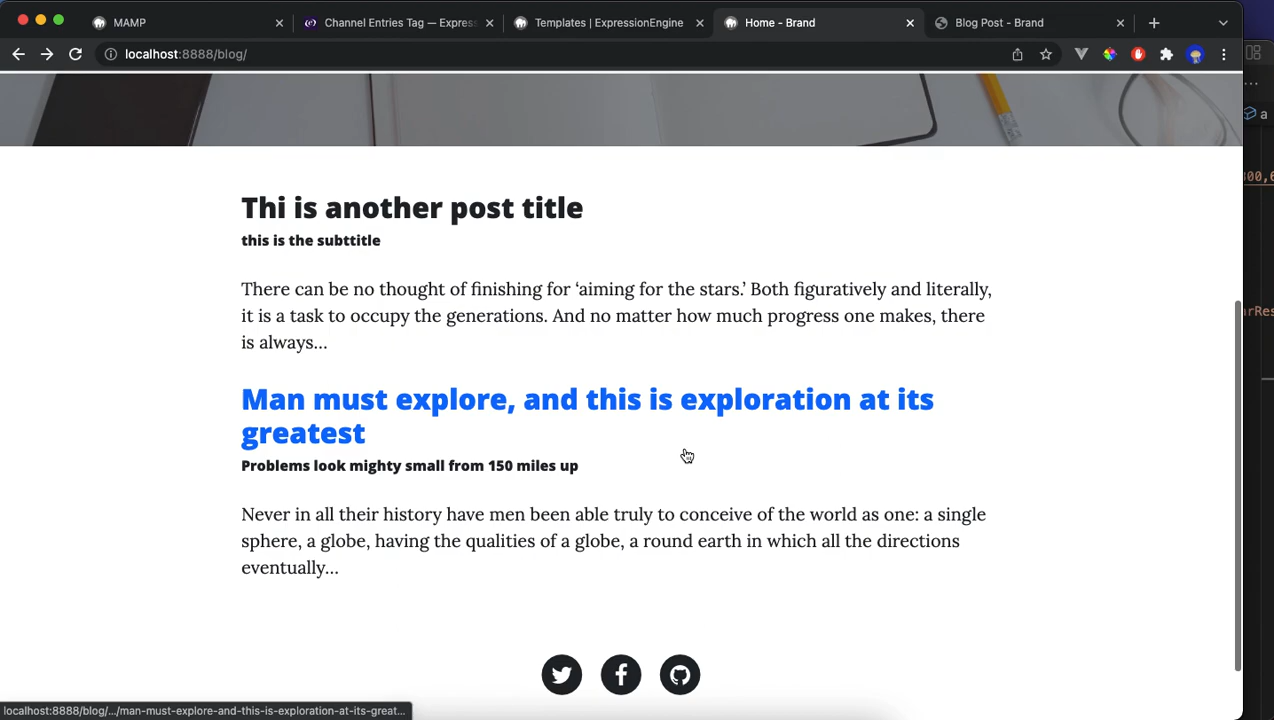 MAMP
Channel Entries Tag — Express
Templates | ExpressionEngine
Home - Brand
Blog Post - Brand
localhost:8888/blog/
a
00,6
Thi is another post title
this is the subttitle
There can be no thought of finishing for ‘aiming for the stars.’ Both figuratively and literally,
it is a task to occupy the generations. And no matter how much progress one makes, there
is always…
arRes
Man must explore, and this is exploration at its
greatest
Problems look mighty small from 150 miles up
Never in all their history have men been able truly to conceive of the world as one: a single
sphere, a globe, having the qualities of a globe, a round earth in which all the directions
eventually…
localhost:8888/blog/.../man-must-explore-and-this-is-exploration-at-its-great...